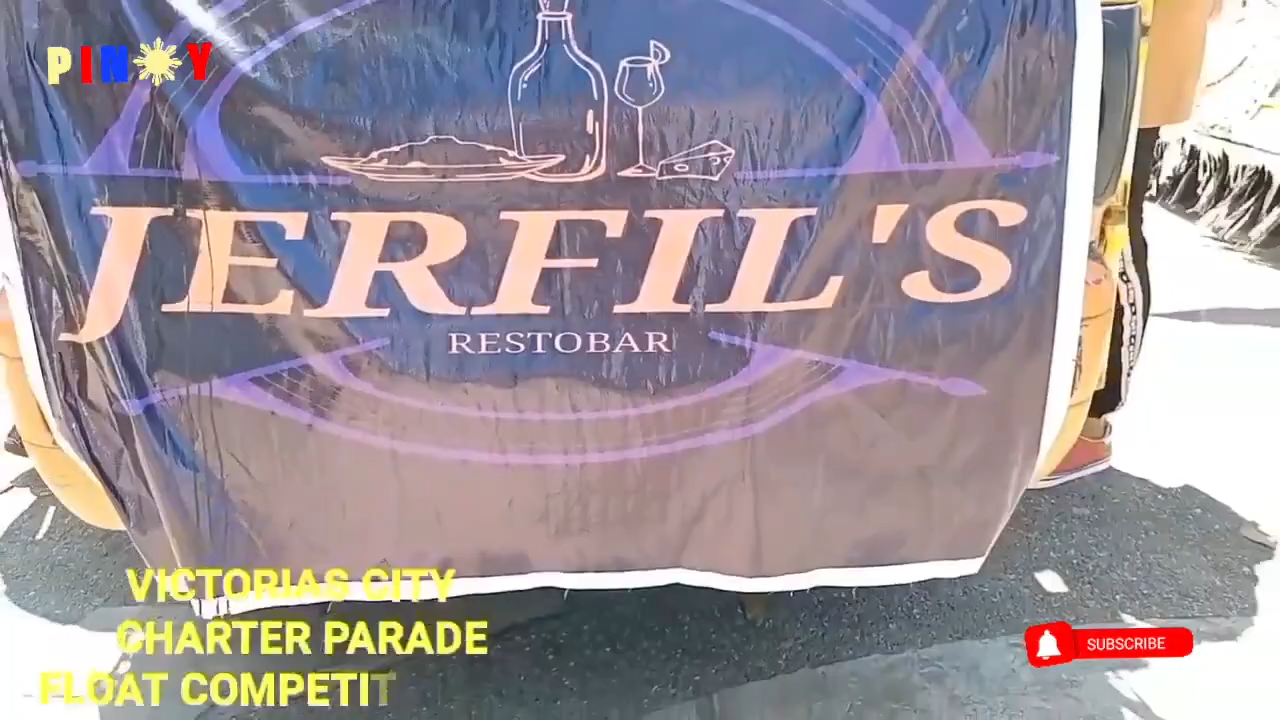 PINOY
JERFIL'S
RESTOBAR
VICTORIAS CITY
CHARTER PARADE
FLOAT COMPETIT
SUBSCRIBE